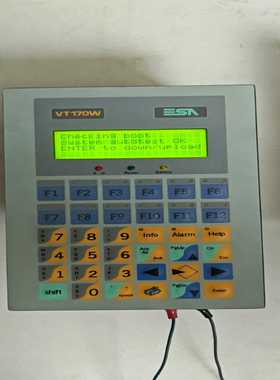 VT170W
ESA
Checking boot..
System autotest OK
ENTER to down/upload
F1 F2 F3 F4 F5 F6
F7 F8 F9 F10 F11 F12
7 8 9 Info Alarm Help
4 5 6 PgUp
1 2 3
shift 0 Enter